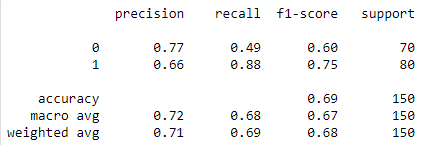 precision recall f1-score support
0 0.77 0.49 0.60 70
1 0.66 0.88 0.75 80
accuracy 0.69 150
macro avg 0.72 0.68 0.67 150
weighted avg 0.71 0.69 0.68 150